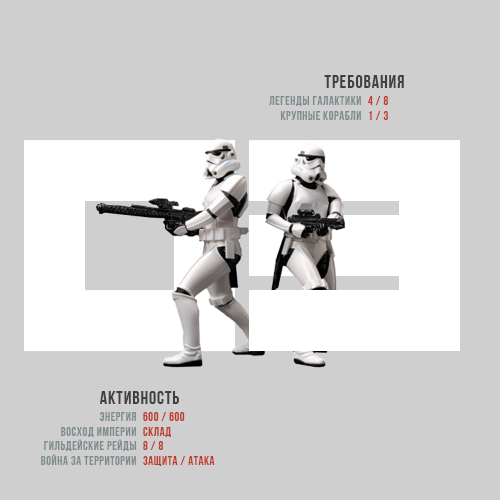 ТРЕБОВАНИЯ
ЛЕГЕНДЫ ГАЛАКТИКИ 4 / 8
КРУПНЫЕ КОРАБЛИ 1 / 3
АКТИВНОСТЬ
ЭНЕРГИЯ 600 / 600
ВОСХОД ИМПЕРИИ СКЛАД
ГИЛЬДЕЙСКИЕ РЕЙДЫ 8 / 8
ВОЙНА ЗА ТЕРРИТОРИИ ЗАЩИТА / АТАКА